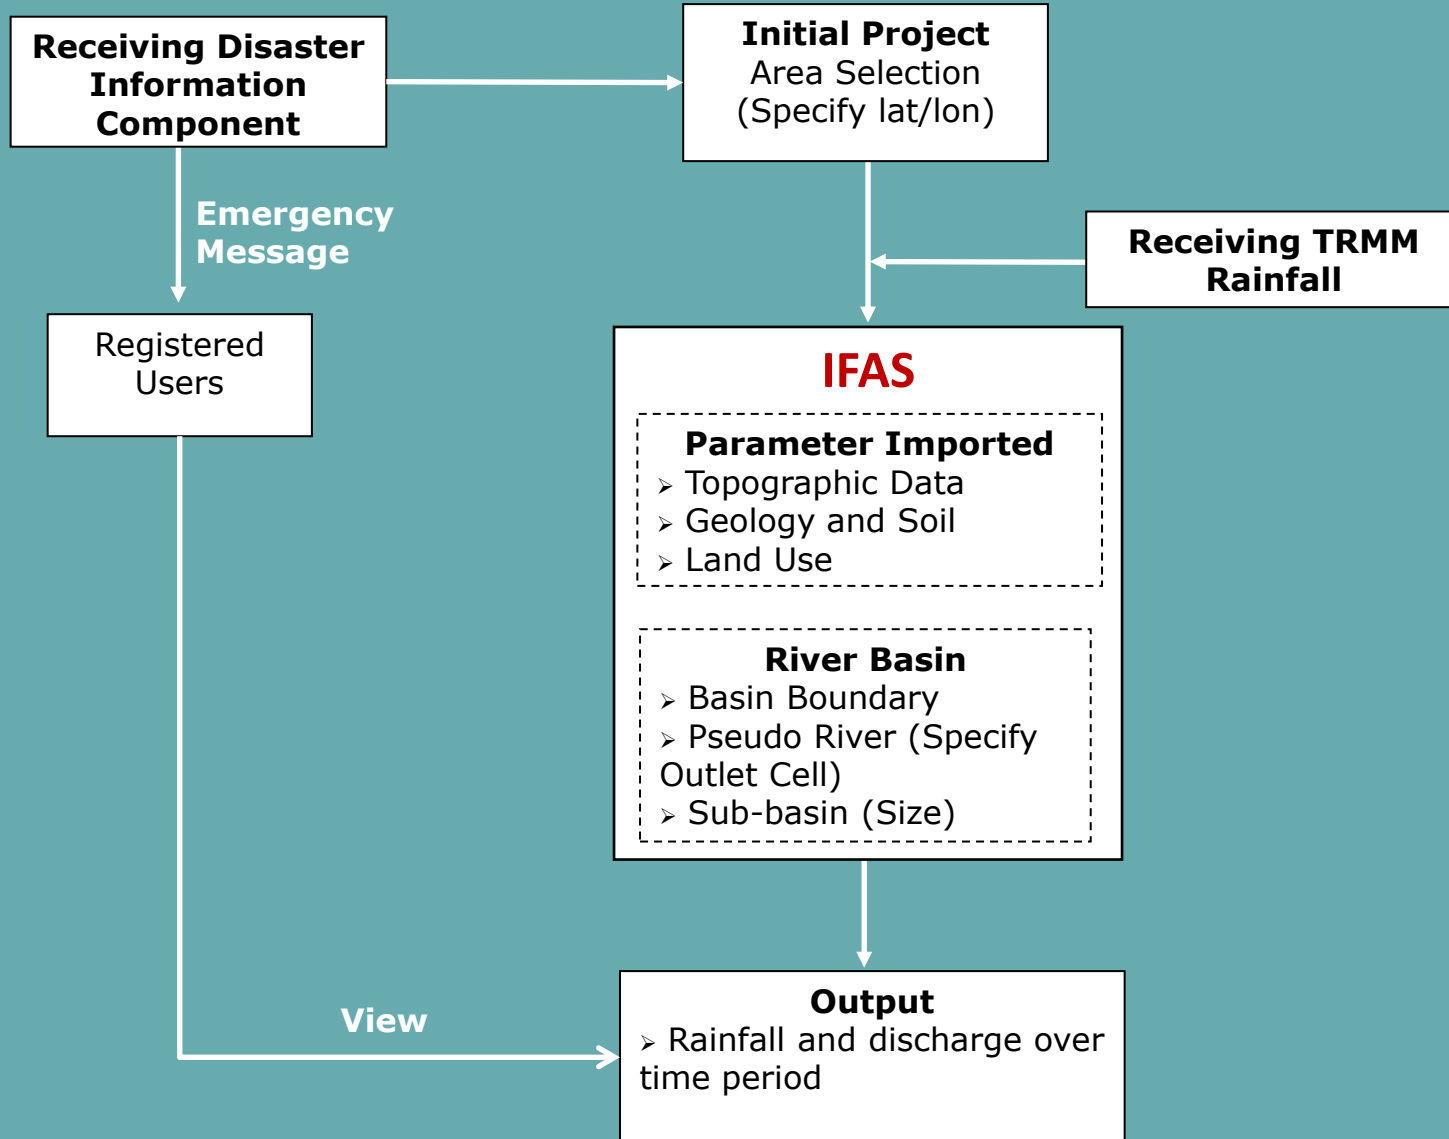 Receiving Disaster
Information
Component
Initial Project
Area Selection
(Specify lat/lon)
Emergency
Message
Receiving TRMM
Rainfall
Registered
Users
IFAS
Parameter Imported
➢ Topographic Data
➢ Geology and Soil
➢ Land Use
River Basin
➢ Basin Boundary
➢ Pseudo River (Specify
Outlet Cell)
➢ Sub-basin (Size)
View
Output
➢ Rainfall and discharge over
time period